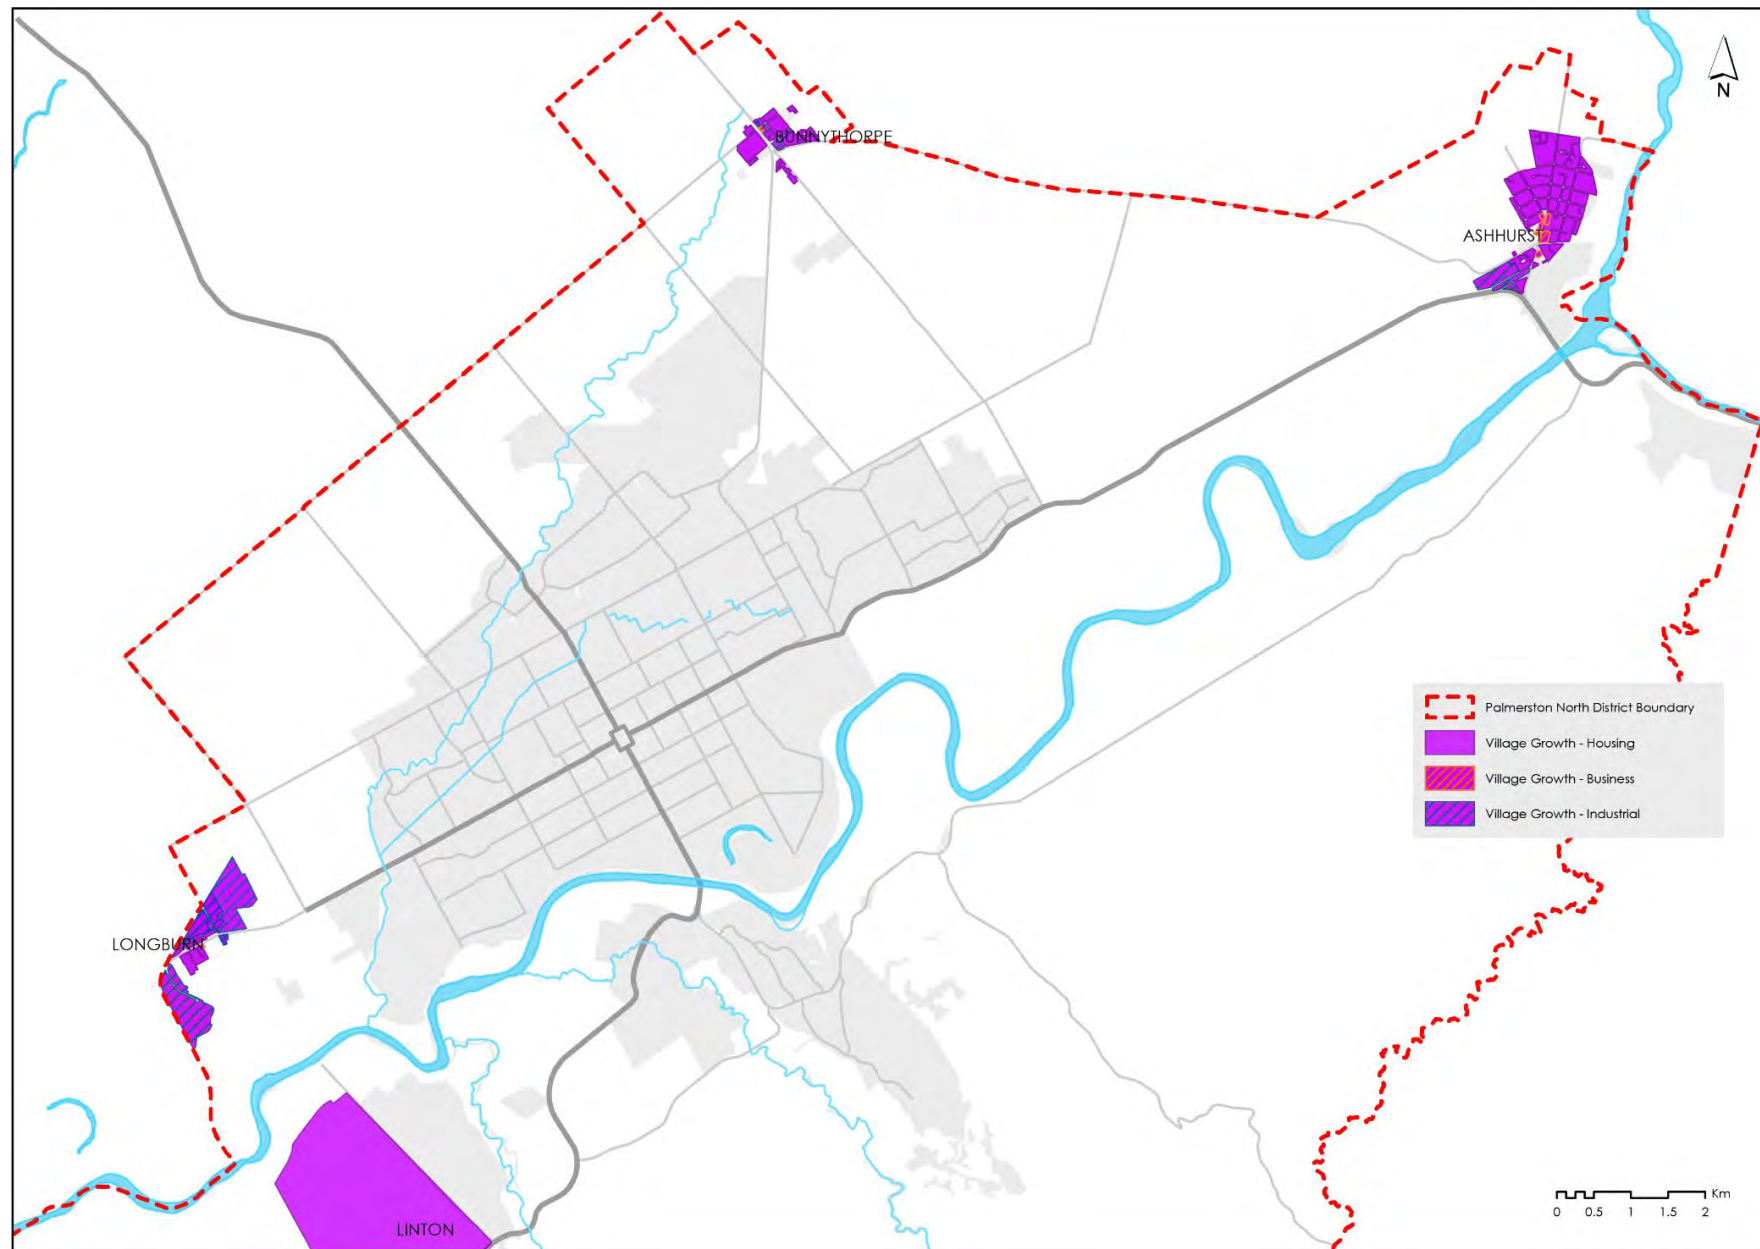 N
BUNNYTHORPE
ASHHURST
Palmerston North District Boundary
Village Growth - Housing
Village Growth - Business
Village Growth - Industrial
LONGBURN
LINTON
Km
0 0.5 1 1.5 2